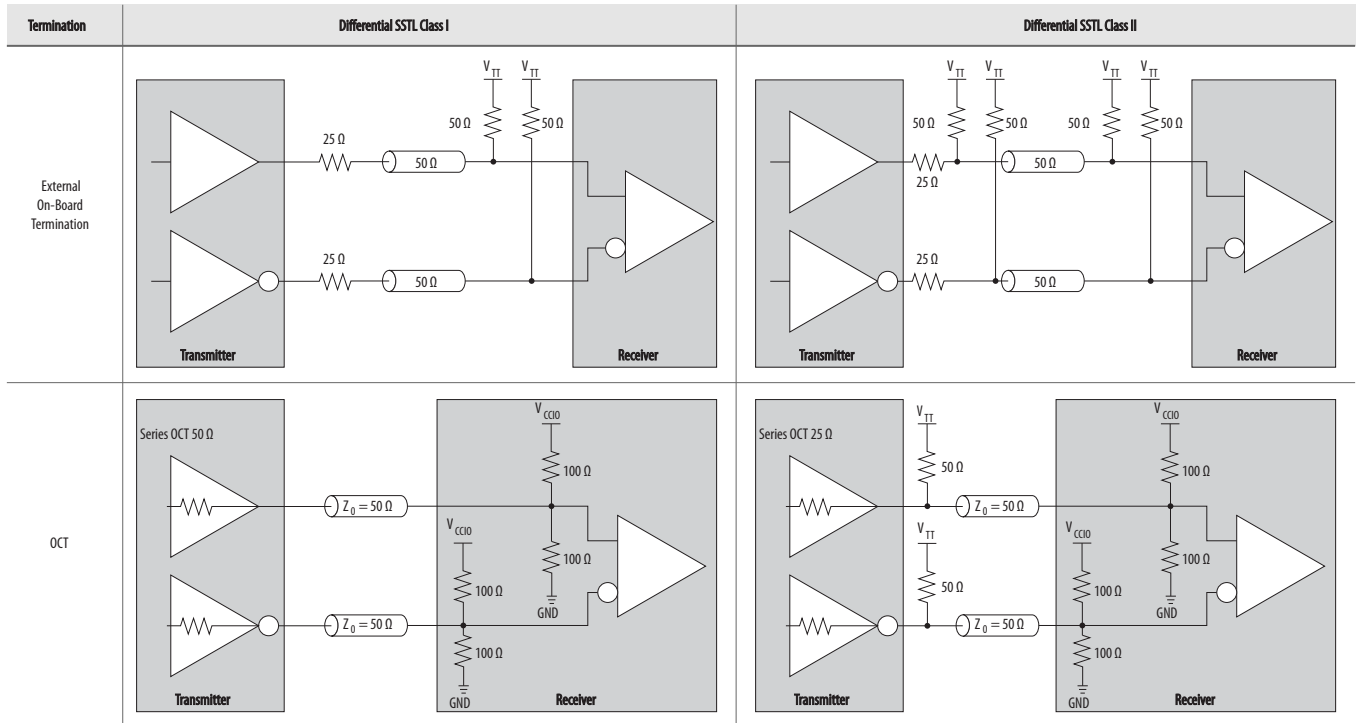 Termination
Differential SSTL Class I
Differential SSTL Class II
External
On-Board
Termination
V TT V TT
50 Ω 50 Ω
25 Ω
50 Ω
25 Ω
50 Ω
Transmitter
Receiver
V TT V TT V TT V TT
50 Ω 50 Ω 50 Ω 50 Ω
25 Ω
50 Ω
25 Ω
50 Ω
Transmitter
Receiver
OCT
Series OCT 50 Ω
V CCIO
100 Ω
Z 0 = 50 Ω
V CCIO
100 Ω
100 Ω
GND
Z 0 = 50 Ω
100 Ω
GND
Transmitter
Receiver
Series OCT 25 Ω
V TT
50 Ω
V CCIO
100 Ω
Z 0 = 50 Ω
V TT
50 Ω
V CCIO
100 Ω
100 Ω
GND
Z 0 = 50 Ω
100 Ω
GND
Transmitter
Receiver